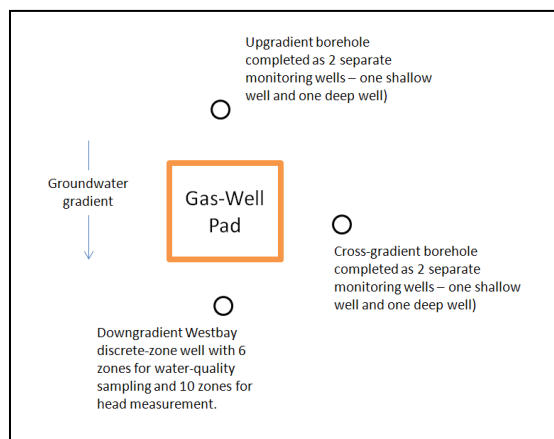 Upgradient borehole
completed as 2 separate
monitoring wells – one shallow
well and one deep well)
Groundwater
gradient
Gas-Well
Pad
Cross-gradient borehole
completed as 2 separate
monitoring wells – one shallow
well and one deep well)
Downgradient Westbay
discrete-zone well with 6
zones for water-quality
sampling and 10 zones for
head measurement.